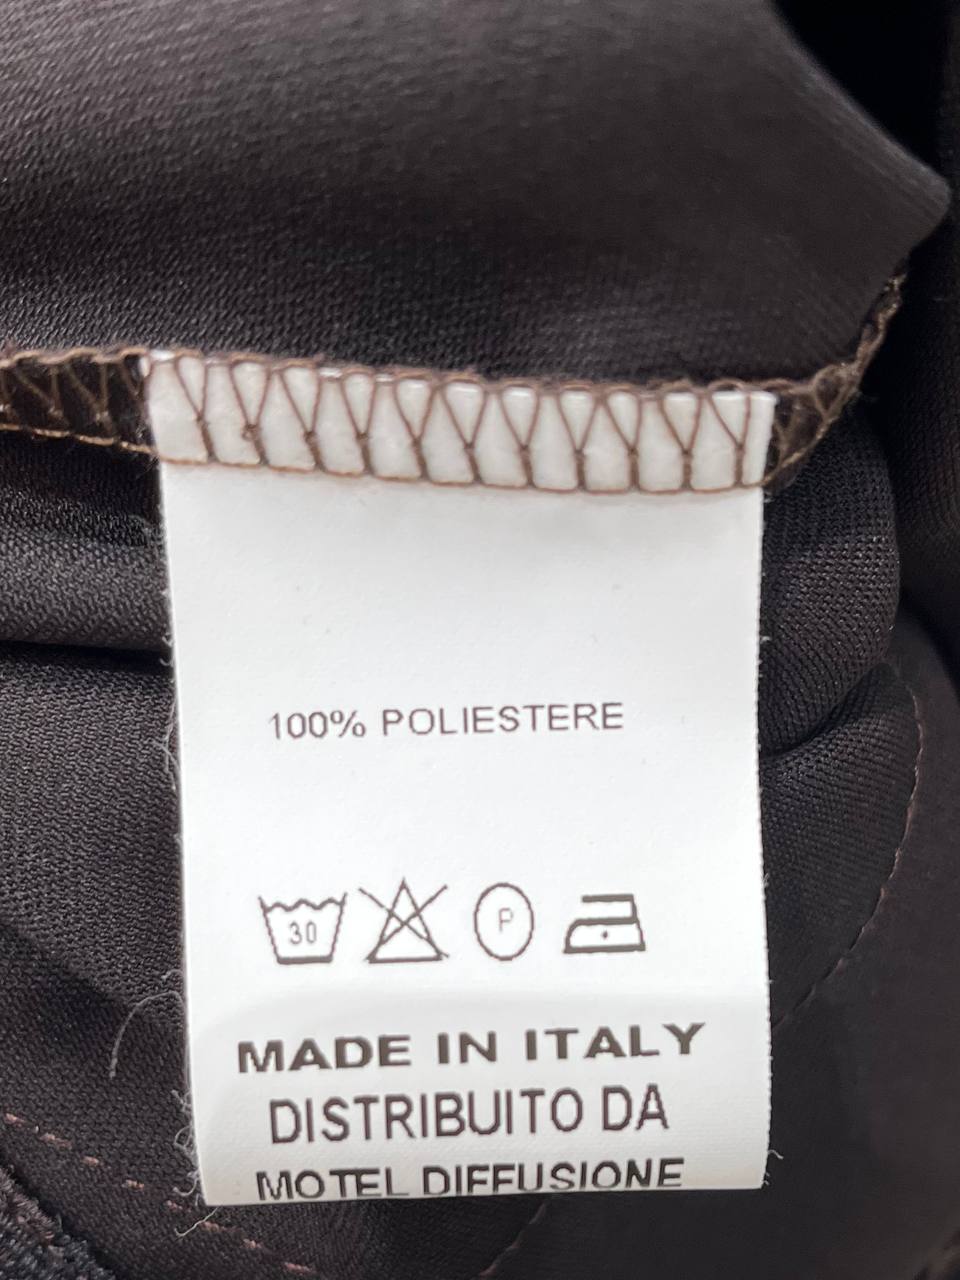 100% POLIESTERE
30 P
MADE IN ITALY
DISTRIBUITO DA
MOTEL DIFFUSIONE